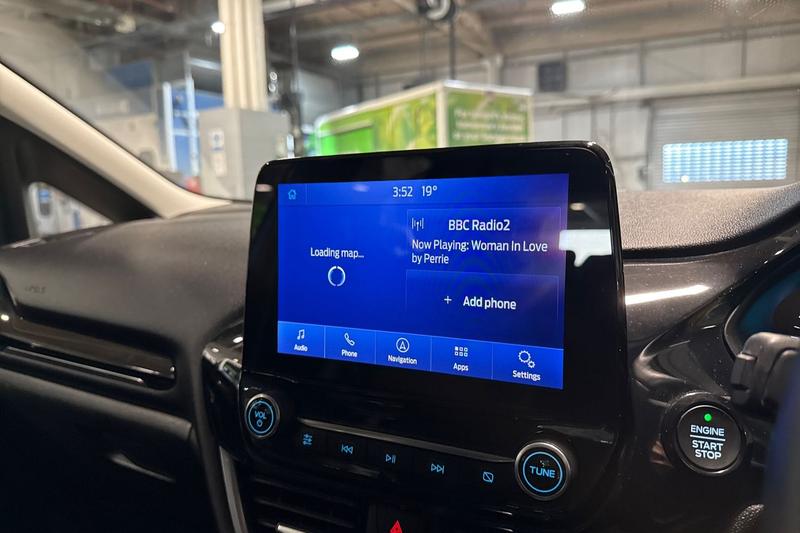 3:52 19°
BBC Radio2
Now Playing: Woman In Love
by Perrie
Loading map...
+ Add phone
Audio
Phone
Navigation
Apps
Settings
VOL
TUNE
ENGINE
START
STOP